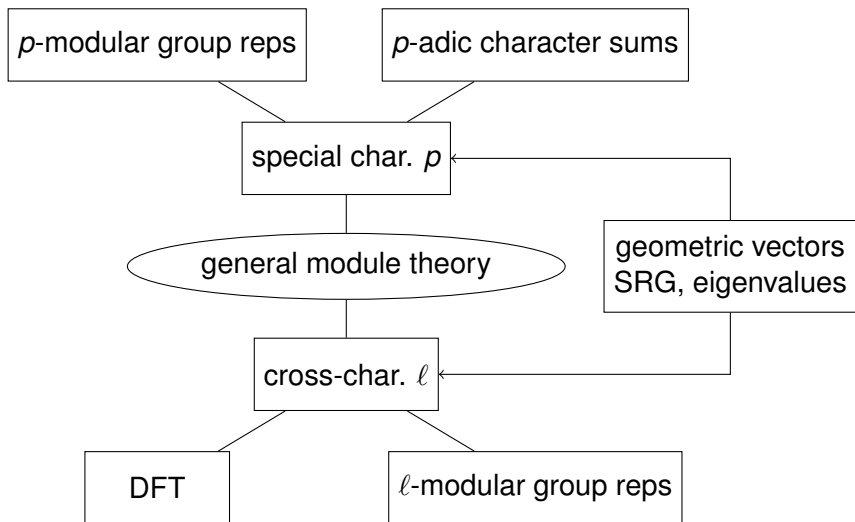 p-modular group reps
p-adic character sums
special char. p
general module theory
geometric vectors
SRG, eigenvalues
cross-char. ℓ
DFT
ℓ-modular group reps